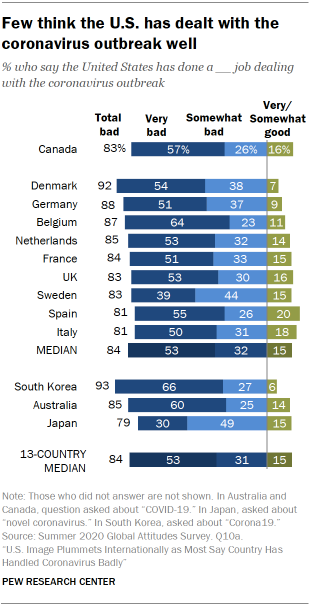 Few think the U.S. has dealt with the
coronavirus outbreak well
% who say the United States has done a __ job dealing
with the coronavirus outbreak
Total bad Very bad Somewhat bad Very/Somewhat good
Canada 83% 57% 26% 16%
Denmark 92 54 38 7
Germany 88 51 37 9
Belgium 87 64 23 11
Netherlands 85 53 32 14
France 84 51 33 15
UK 83 53 30 16
Sweden 83 39 44 15
Spain 81 55 26 20
Italy 81 50 31 18
MEDIAN 84 53 32 15
South Korea 93 66 27 6
Australia 85 60 25 14
Japan 79 30 49 15
13-COUNTRY
MEDIAN 84 53 31 15
Note: Those who did not answer are not shown. In Australia and
Canada, question asked about “COVID-19.” In Japan, asked about
“novel coronavirus.” In South Korea, asked about “Corona19.”
Source: Summer 2020 Global Attitudes Survey. Q10a.
“U.S. Image Plummets Internationally as Most Say Country Has
Handled Coronavirus Badly”
PEW RESEARCH CENTER